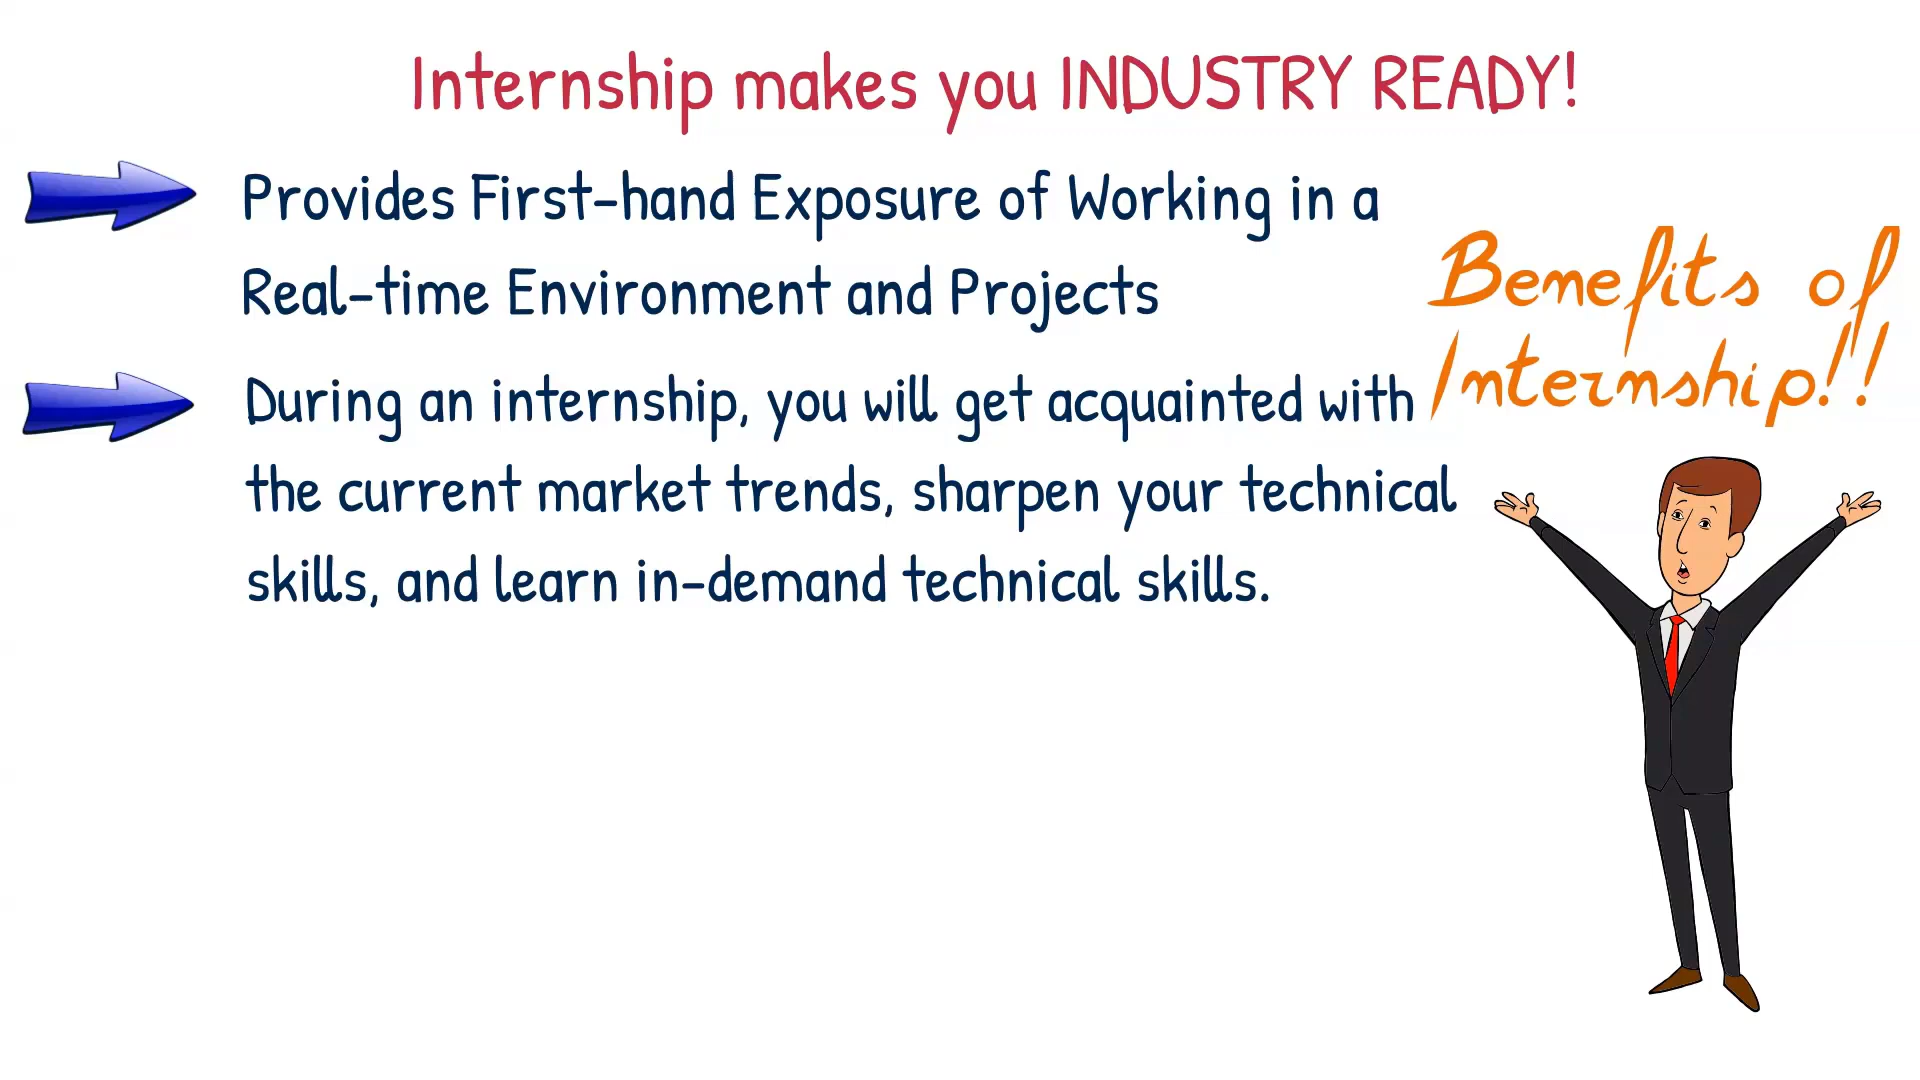 Internship makes you INDUSTRY READY!
Provides First-hand Exposure of Working in a
Real-time Environment and Projects
During an internship, you will get acquainted with
the current market trends, sharpen your technical
skills, and learn in-demand technical skills.
Benefits of
Internship!!